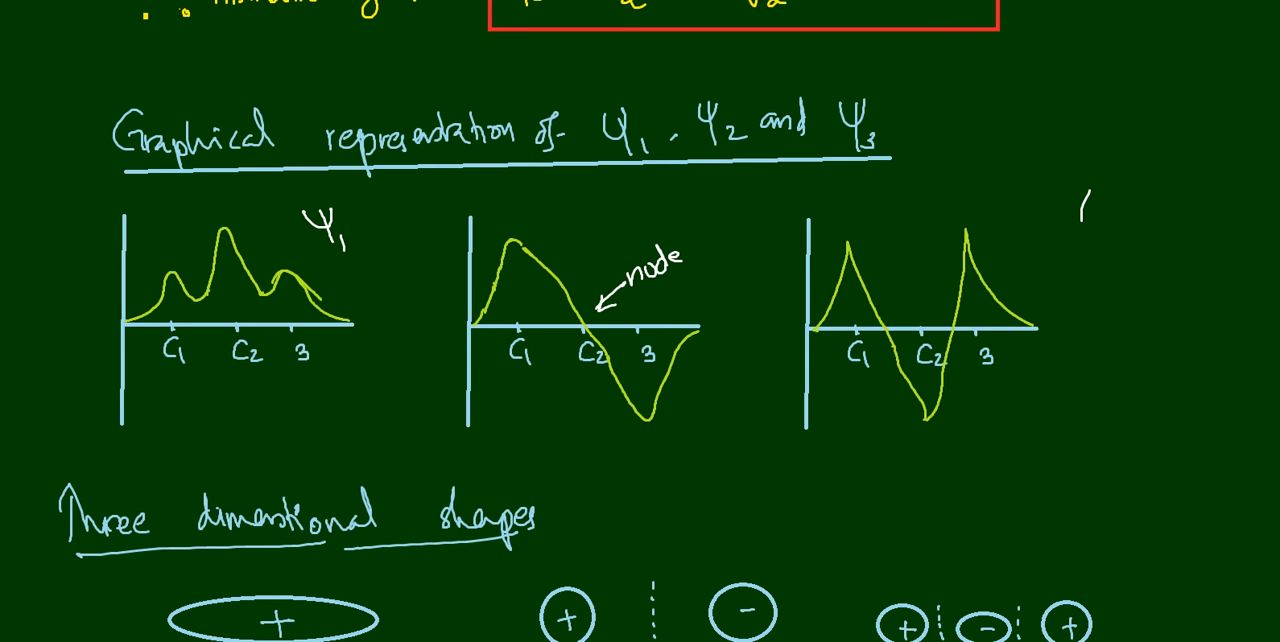 Graphical representation of Ψ1, Ψ2 and Ψ3
Ψ1
node
C1 C2 3
C1 C2 3
C1 C2 3
Three dimenstional shapes
+
+ -
+ - +